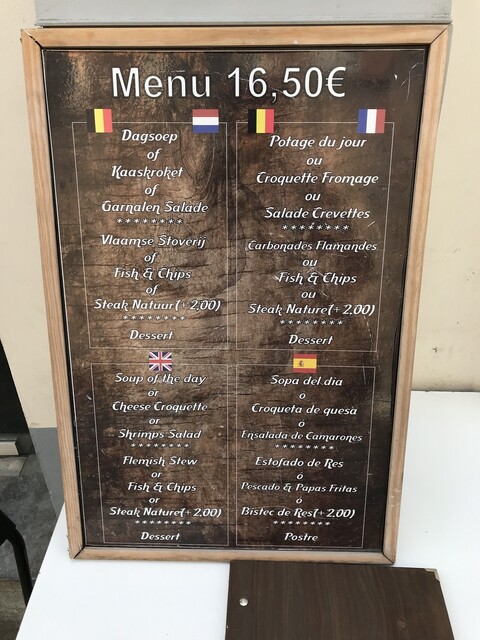 Menu 16,50€
Dagsoep
of
Kaaskroket
of
Garnalen Salade
********
Vlaamse Stoverij
of
Fish & Chips
of
Steak Natuur(+2,00)
********
Dessert
Potage du jour
ou
Croquette Fromage
ou
Salade Crevettes
********
Carbonades Flamandes
ou
Fish & Chips
ou
Steak Nature(+2,00)
********
Dessert
Soup of the day
or
Cheese Croquette
or
Shrimps Salad
********
Flemish Stew
or
Fish & Chips
or
Steak Nature(+2,00)
********
Dessert
Sopa del dia
o
Croqueta de quesa
o
Ensalada de Camarones
********
Estofado de Res
ó
Pescado & Papas Fritas
ó
Bistec de Res(+2,00)
********
Postre